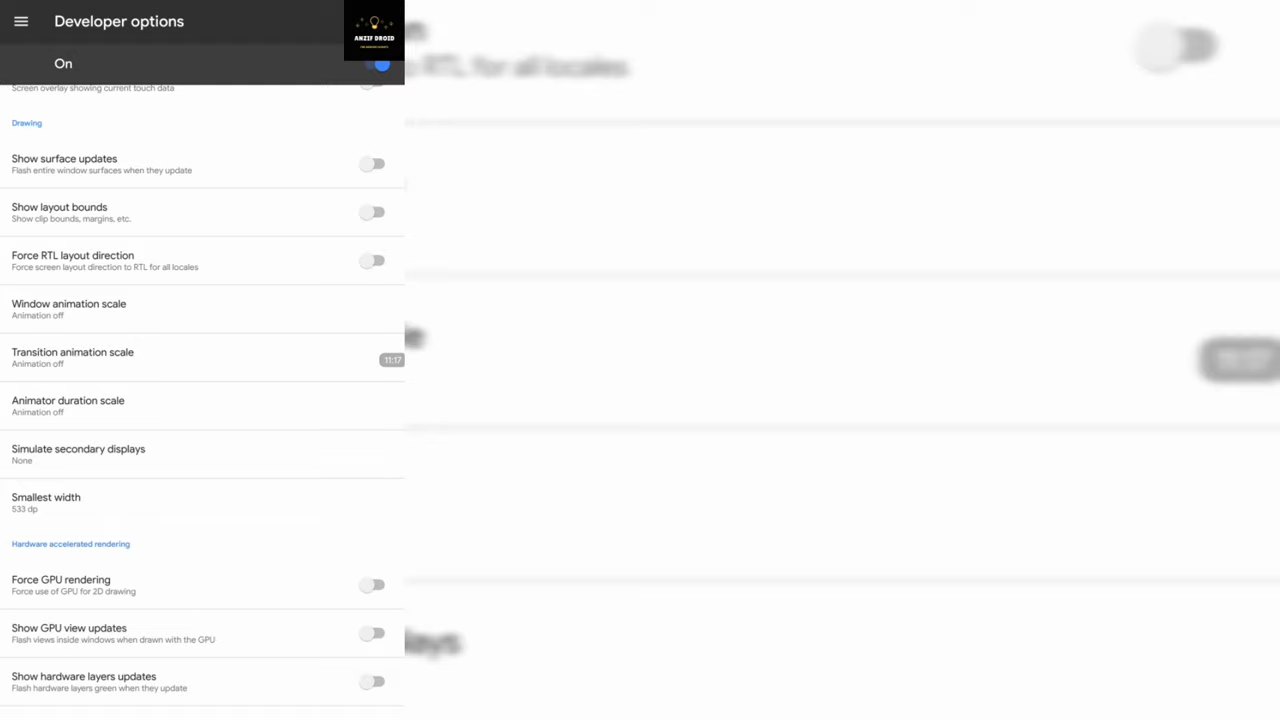 Developer options
ANZIF DROID
On
Screen overlay showing current touch data
Drawing
Show surface updates
Flash entire window surfaces when they update
Show layout bounds
Show clip bounds, margins, etc.
Force RTL layout direction
Force screen layout direction to RTL for all locales
Window animation scale
Animation off
Transition animation scale
Animation off
11:17
Animator duration scale
Animation off
Simulate secondary displays
None
Smallest width
533 dp
Hardware accelerated rendering
Force GPU rendering
Force use of GPU for 2D drawing
Show GPU view updates
Flash views inside windows when drawn with the GPU
Show hardware layers updates
Flash hardware layers green when they update
to RTL for all locales